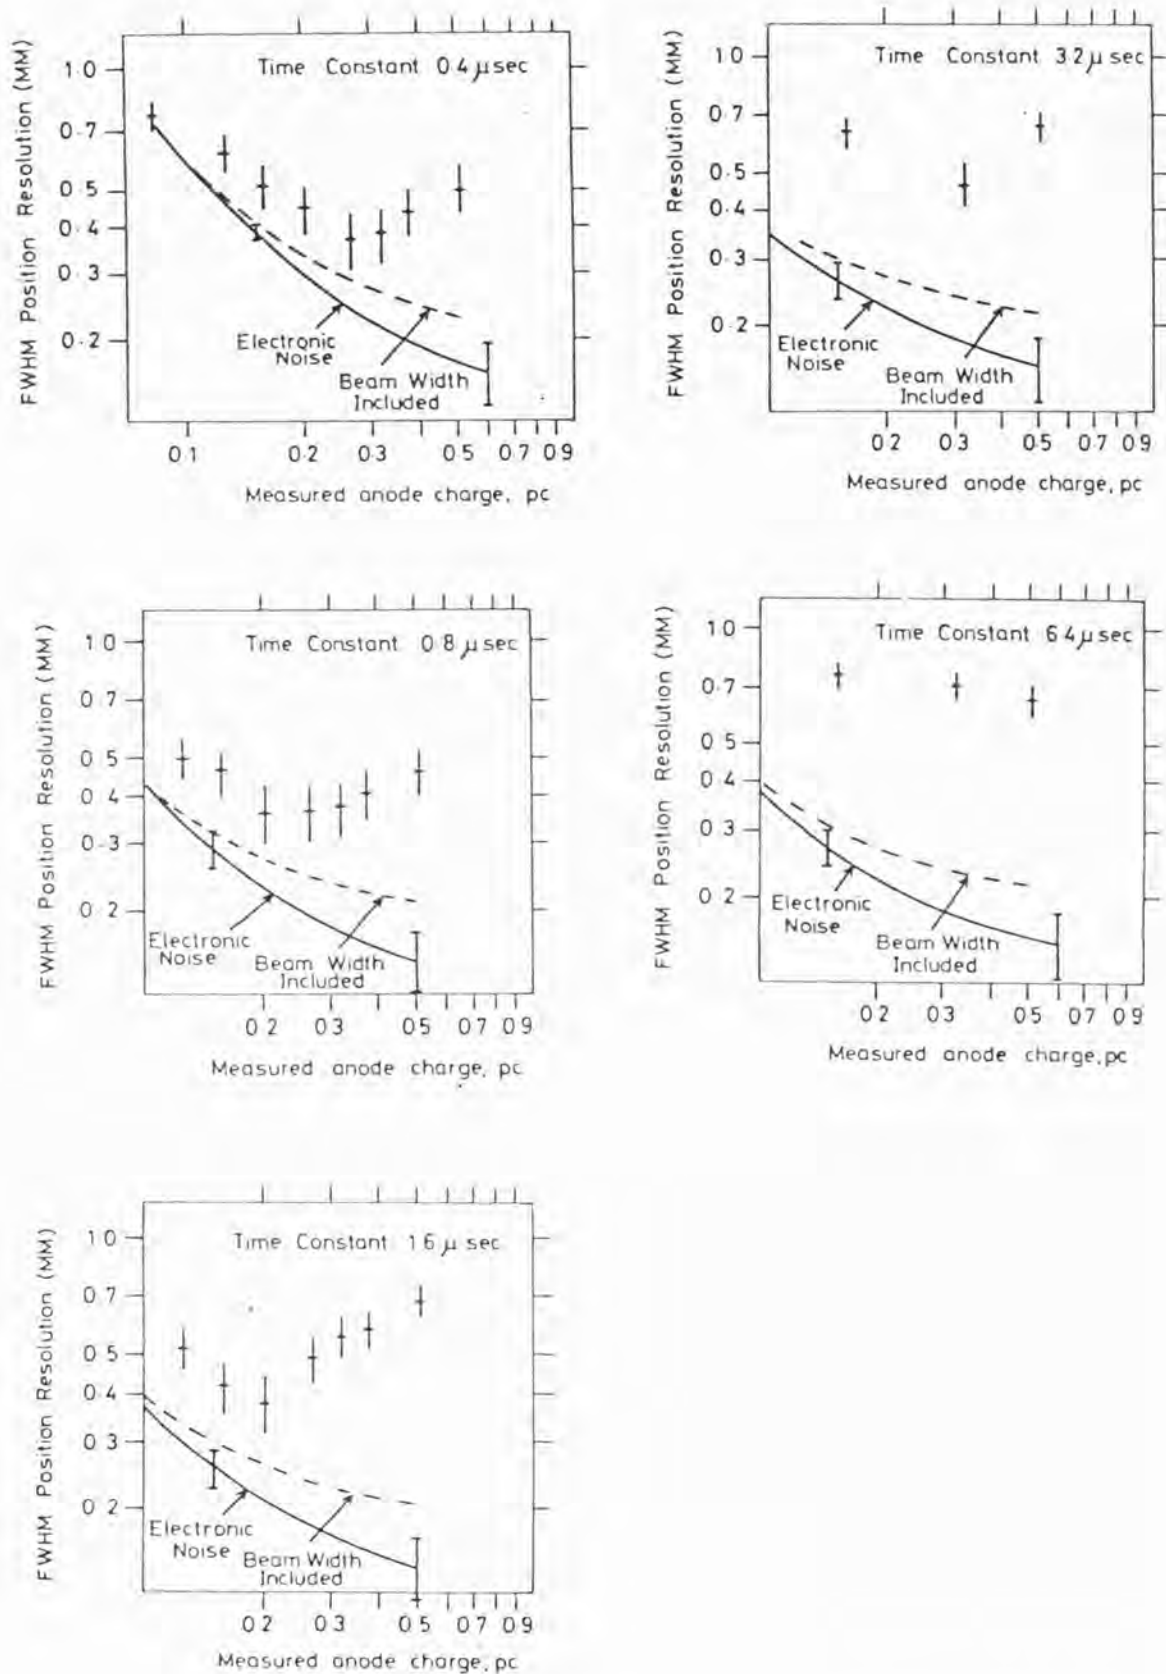 FWHM Position Resolution (MM)
Time Constant 0.4 μsec
1.0
0.7
0.5
0.4
0.3
0.2
Electronic
Noise
Beam Width
Included
0.1 0.2 0.3 0.5 0.7 0.9
Measured anode charge, pc
FWHM Position Resolution (MM)
Time Constant 3.2 μsec
1.0
0.7
0.5
0.4
0.3
0.2
Electronic
Noise
Beam Width
Included
0.2 0.3 0.5 0.7 0.9
Measured anode charge, pc
FWHM Position Resolution (MM)
Time Constant 0.8 μsec
1.0
0.7
0.5
0.4
0.3
0.2
Electronic
Noise
Beam Width
Included
0.2 0.3 0.5 0.7 0.9
Measured anode charge, pc
FWHM Position Resolution (MM)
Time Constant 6.4 μsec
1.0
0.7
0.5
0.4
0.3
0.2
Electronic
Noise
Beam Width
Included
0.2 0.3 0.5 0.7 0.9
Measured anode charge, pc
FWHM Position Resolution (MM)
Time Constant 1.6 μ sec
1.0
0.7
0.5
0.4
0.3
0.2
Electronic
Noise
Beam Width
Included
0.2 0.3 0.5 0.7 0.9
Measured anode charge, pc